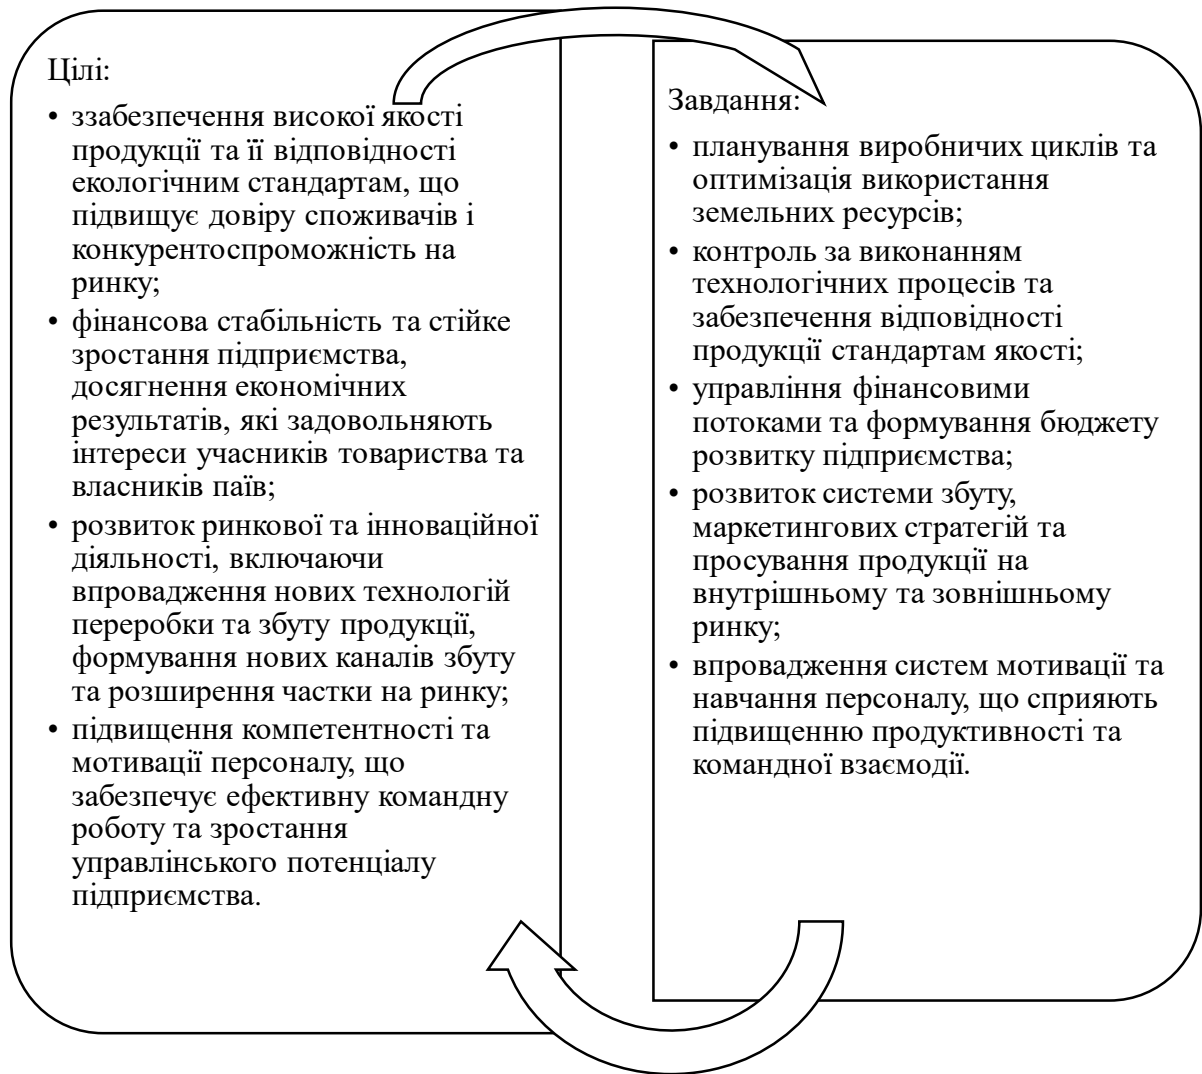 Цілі:
• ззабезпечення високої якості
продукції та її відповідності
екологічним стандартам, що
підвищує довіру споживачів і
конкурентоспроможність на
ринку;
• фінансова стабільність та стійке
зростання підприємства,
досягнення економічних
результатів, які задовольняють
інтереси учасників товариства та
власників паїв;
• розвиток ринкової та інноваційної
діяльності, включаючи
впровадження нових технологій
переробки та збуту продукції,
формування нових каналів збуту
та розширення частки на ринку;
• підвищення компетентності та
мотивації персоналу, що
забезпечує ефективну командну
роботу та зростання
управлінського потенціалу
підприємства.
Завдання:
• планування виробничих циклів та
оптимізація використання
земельних ресурсів;
• контроль за виконанням
технологічних процесів та
забезпечення відповідності
продукції стандартам якості;
• управління фінансовими
потоками та формування бюджету
розвитку підприємства;
• розвиток системи збуту,
маркетингових стратегій та
просування продукції на
внутрішньому та зовнішньому
ринку;
• впровадження систем мотивації та
навчання персоналу, що сприяють
підвищенню продуктивності та
командної взаємодії.